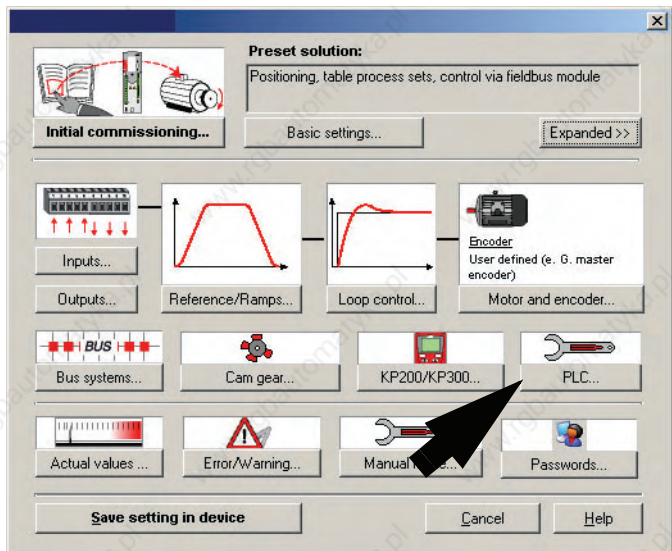 Preset solution:
Positioning, table process sets, control via fieldbus module
Initial commissioning...
Basic settings...
Expanded >>
Encoder
User defined (e. G. master
encoder)
Inputs...
Outputs...
Reference/Ramps...
Loop control...
Motor and encoder...
BUS
Bus systems...
Cam gear...
KP200/KP300...
PLC...
Actual values ...
Error/Warning...
Manual
Passwords...
Save setting in device
Cancel
Help